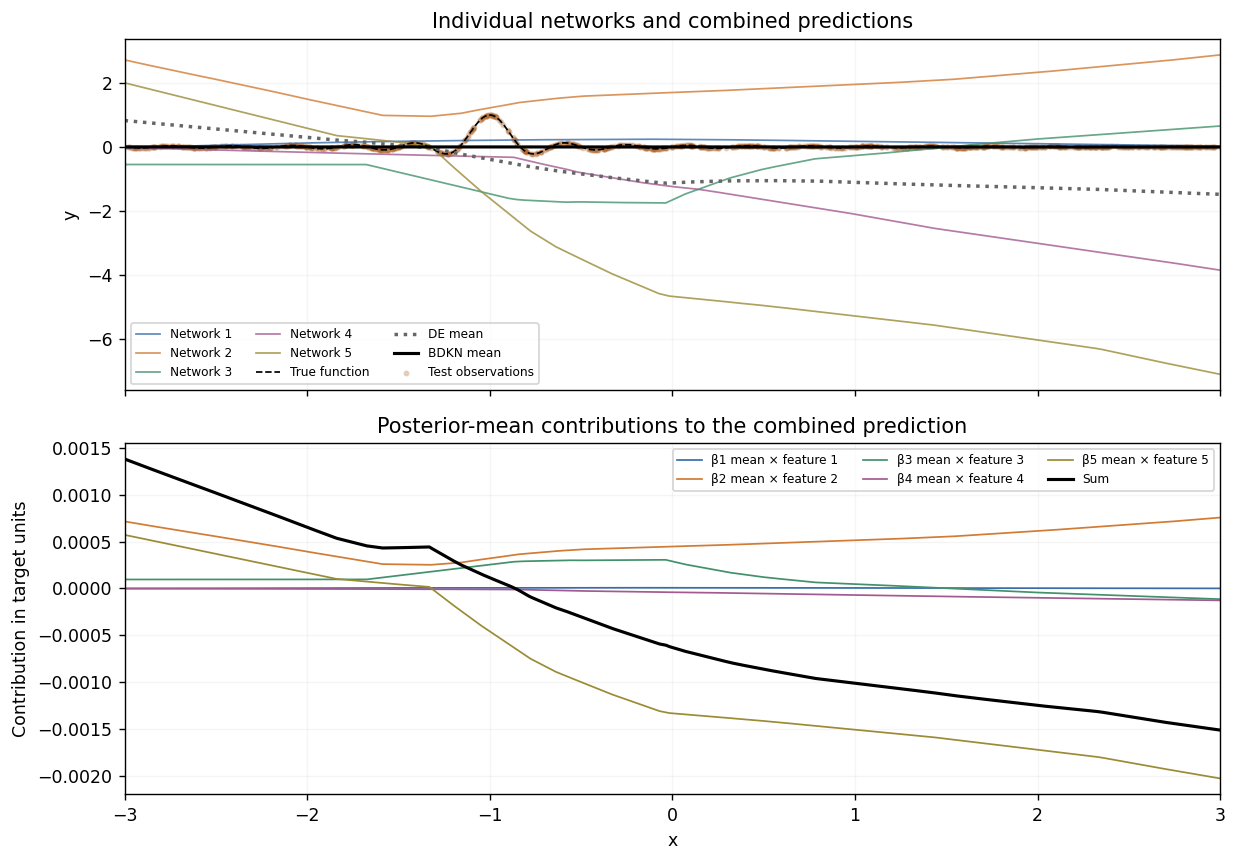 Individual networks and combined predictions
y
2
0
−2
−4
−6
Network 1
Network 2
Network 3
Network 4
Network 5
True function
DE mean
BDKN mean
Test observations
Posterior-mean contributions to the combined prediction
Contribution in target units
0.0015
0.0010
0.0005
0.0000
−0.0005
−0.0010
−0.0015
−0.0020
β1 mean × feature 1
β2 mean × feature 2
β3 mean × feature 3
β4 mean × feature 4
β5 mean × feature 5
Sum
−3
−2
−1
0
1
2
3
x